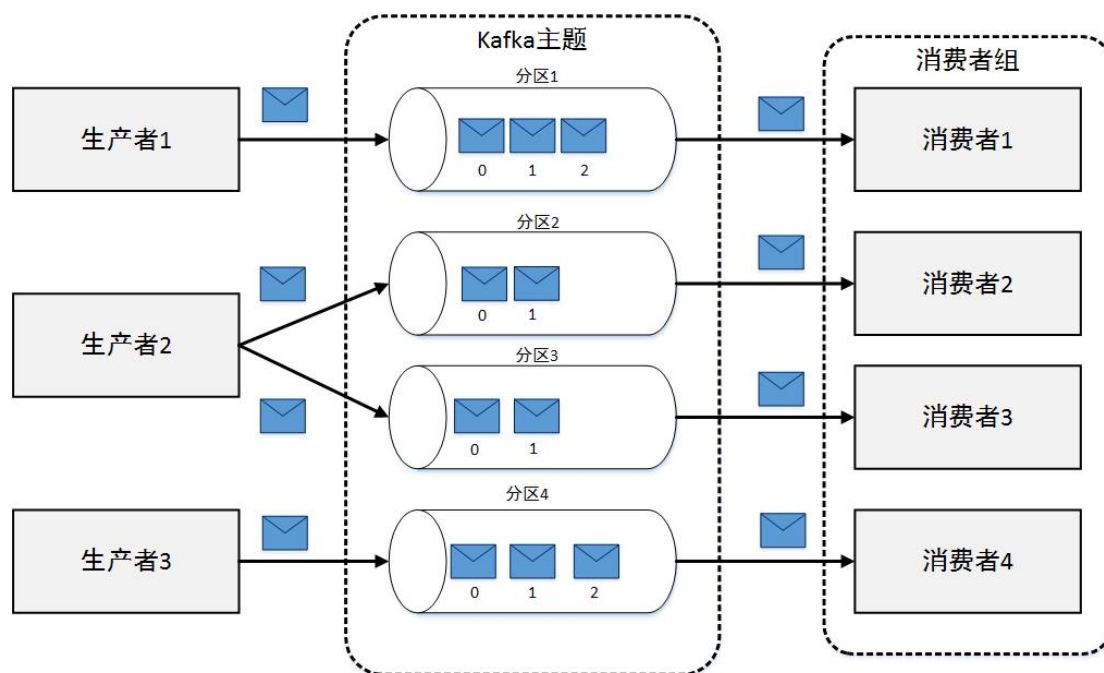 Kafka主题
消费者组
分区1
生产者1
0 1 2
消费者1
分区2
0 1
消费者2
生产者2
分区3
0 1
消费者3
分区4
生产者3
0 1 2
消费者4